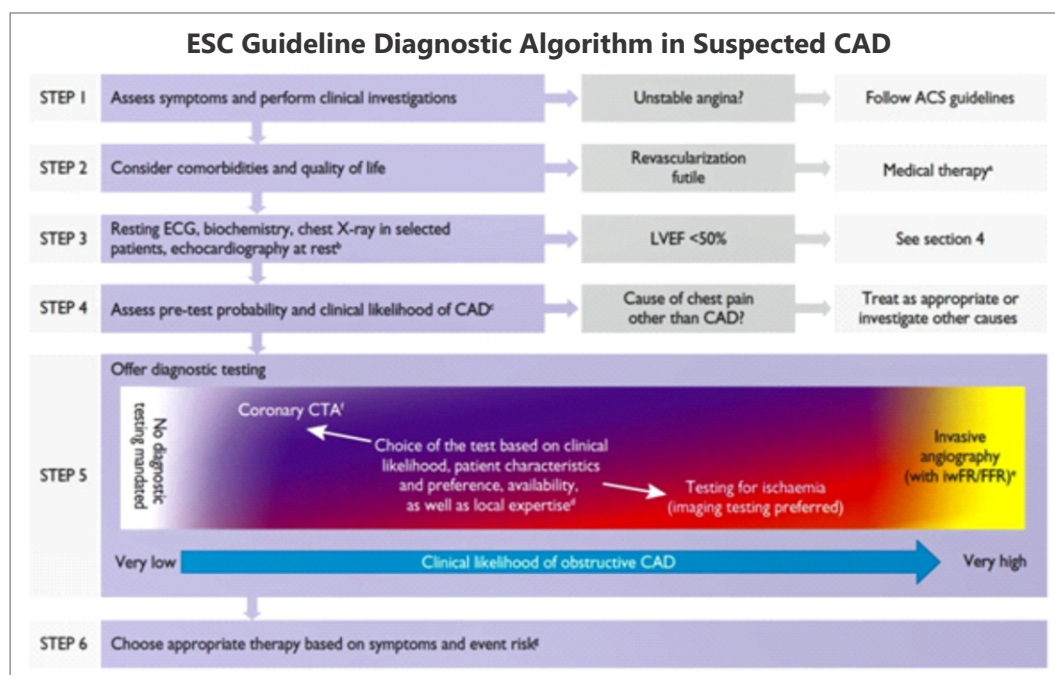 ESC Guideline Diagnostic Algorithm in Suspected CAD
STEP 1
Assess symptoms and perform clinical investigations
Unstable angina?
Follow ACS guidelines
STEP 2
Consider comorbidities and quality of life
Revascularization
futile
Medical therapyᵃ
STEP 3
Resting ECG, biochemistry, chest X-ray in selected
patients, echocardiography at restᵇ
LVEF <50%
See section 4
STEP 4
Assess pre-test probability and clinical likelihood of CADᶜ
Cause of chest pain
other than CAD?
Treat as appropriate or
investigate other causes
STEP 5
Offer diagnostic testing
No diagnostic
testing mandated
Coronary CTAᶠ
Choice of the test based on clinical
likelihood, patient characteristics
and preference, availability,
as well as local expertiseᵈ
Testing for ischaemia
(imaging testing preferred)
Invasive
angiography
(with iwFR/FFR)ᵉ
Very low
Clinical likelihood of obstructive CAD
Very high
STEP 6
Choose appropriate therapy based on symptoms and event riskᵍ